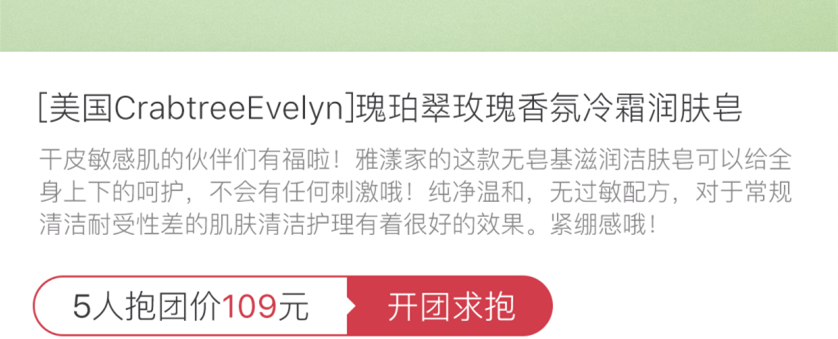 [美国CrabtreeEvelyn]瑰珀翠玫瑰香氛冷霜润肤皂
干皮敏感肌的伙伴们有福啦！雅漾家的这款无皂基滋润洁肤皂可以给全
身上下的呵护，不会有任何刺激哦！纯净温和，无过敏配方，对于常规
清洁耐受性差的肌肤清洁护理有着很好的效果。紧绷感哦！
5人抱团价109元 开团求抱